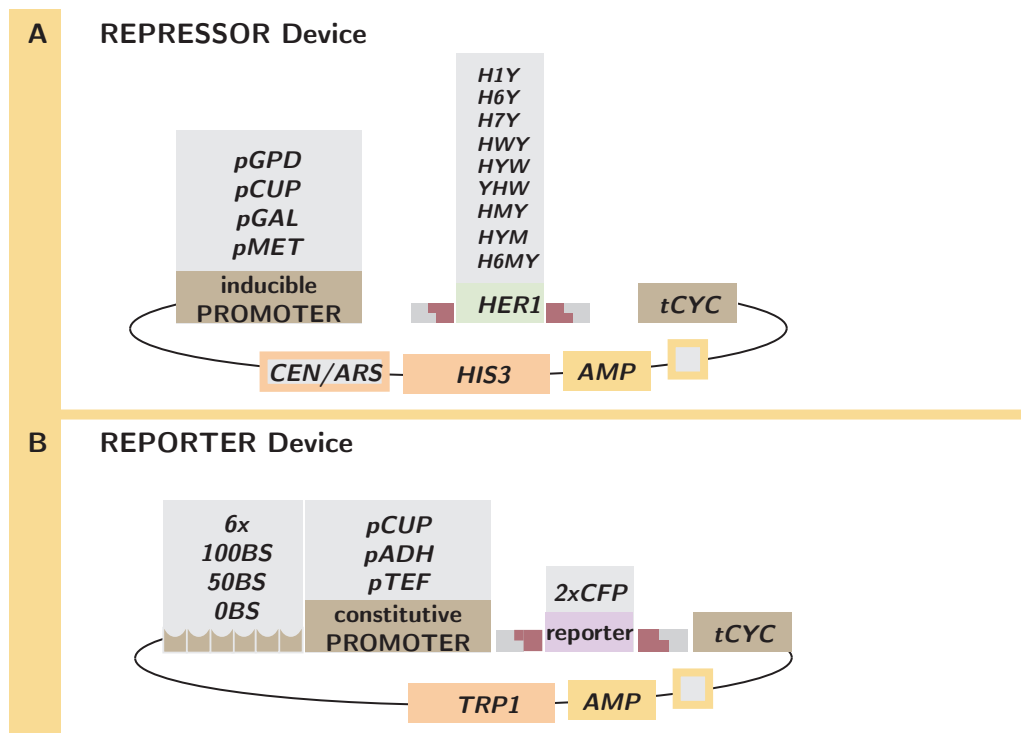 A
REPRESSOR Device
H1Y
H6Y
H7Y
HWY
HYW
YHW
HMY
HYM
H6MY
HER1
pGPD
pCUP
pGAL
pMET
inducible
PROMOTER
tCYC
CEN/ARS
HIS3
AMP
B
REPORTER Device
6x
100BS
50BS
0BS
pCUP
pADH
pTEF
constitutive
PROMOTER
2xCFP
reporter
tCYC
TRP1
AMP